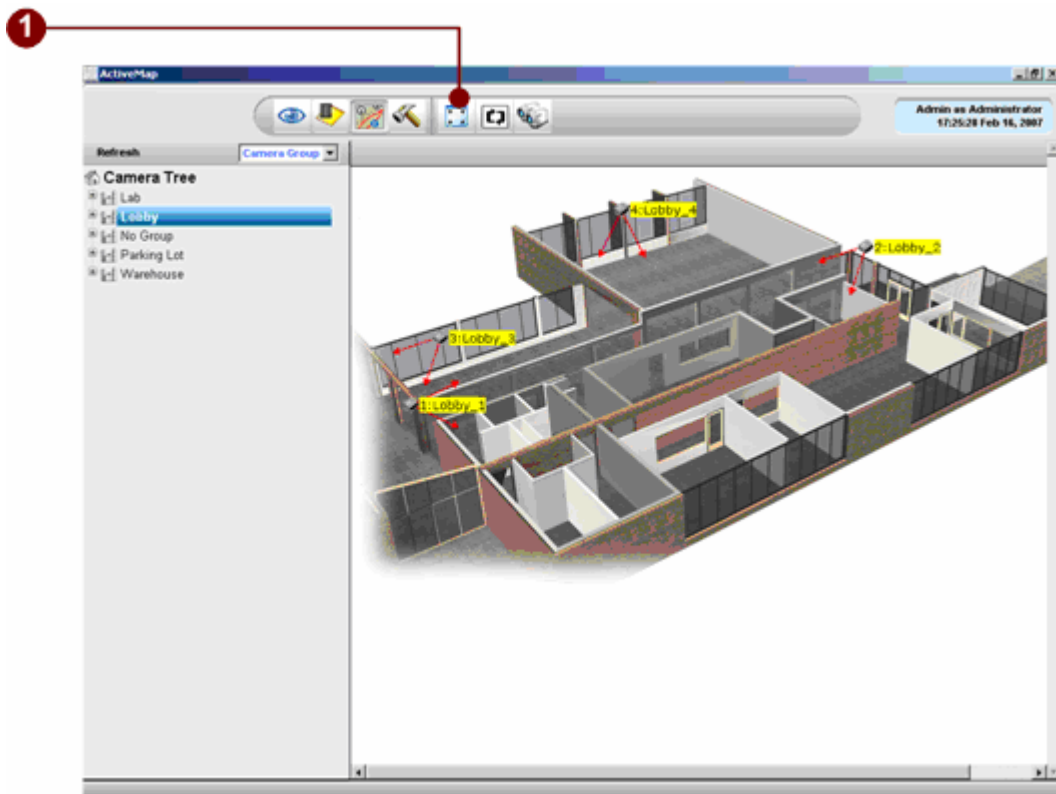 1
ActiveMap
Admin as Administrator
17:25:28 Feb 16, 2007
Refresh
Camera Group
Camera Tree
Lab
Lobby
No Group
Parking Lot
Warehouse
4:Lobby_4
2:Lobby_2
3:Lobby_3
1:Lobby_1